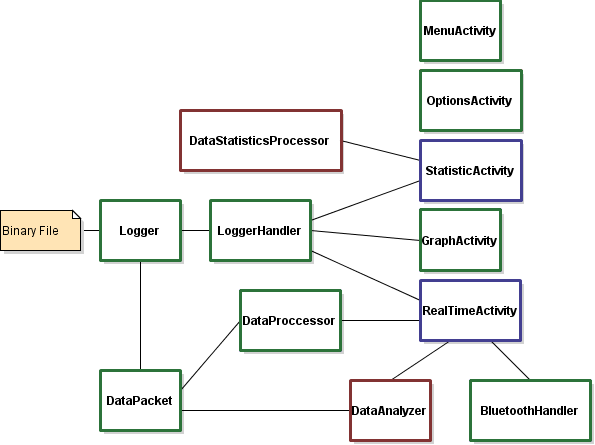 MenuActivity
OptionsActivity
DataStatisticsProcessor
StatisticActivity
Binary File
Logger
LoggerHandler
GraphActivity
DataProccessor
RealTimeActivity
DataPacket
DataAnalyzer
BluetoothHandler